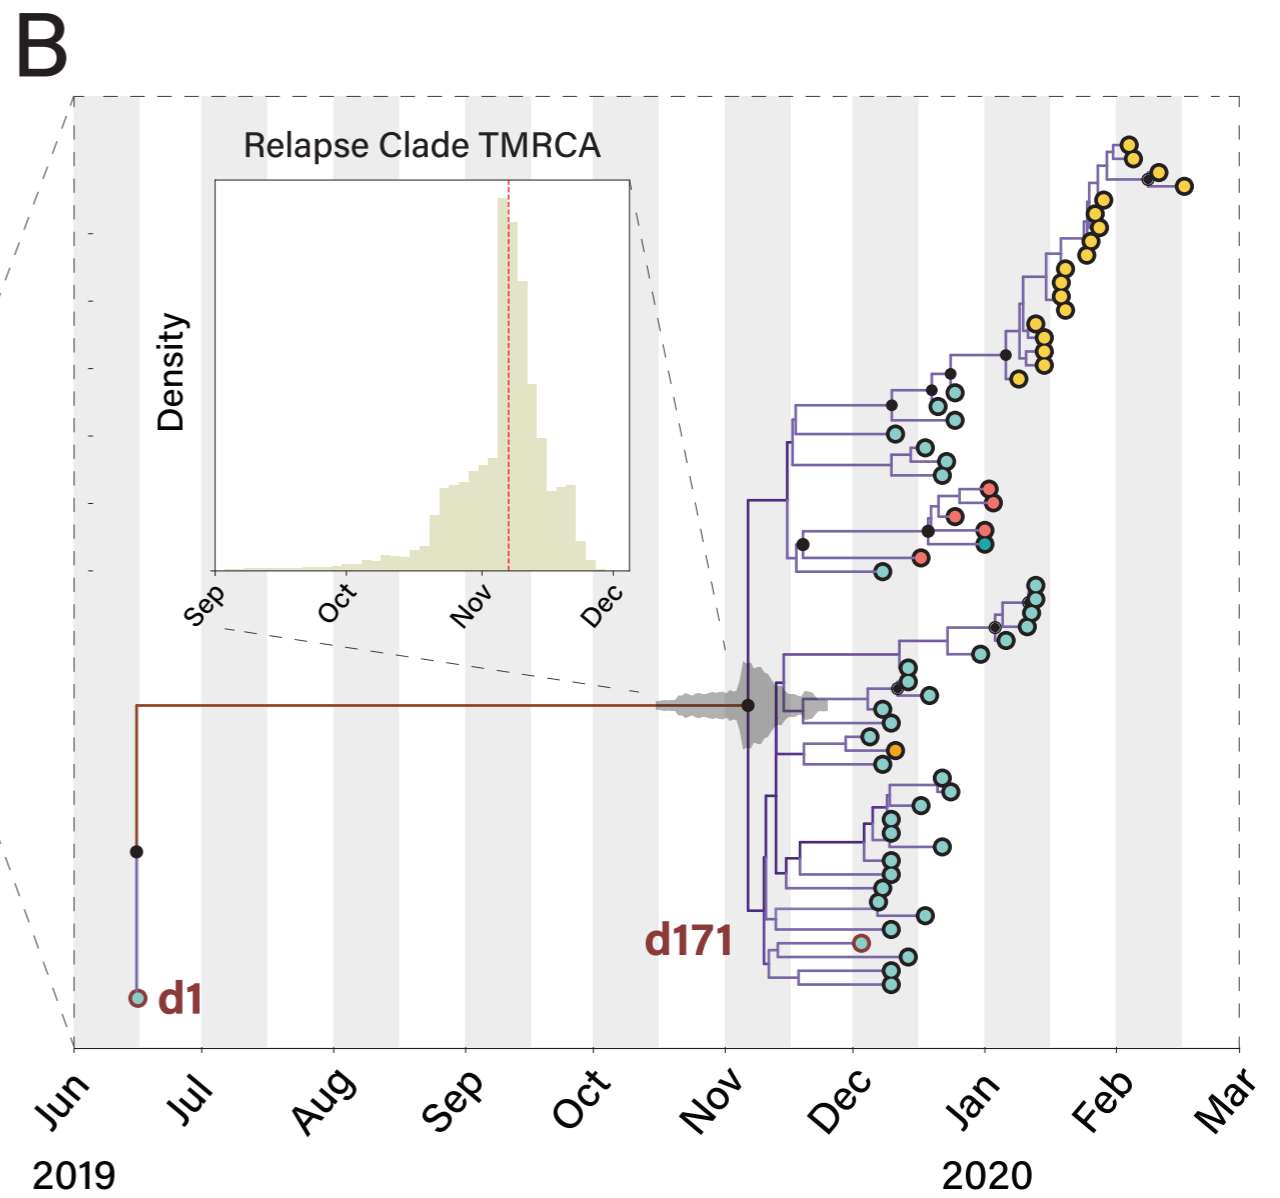 B
Relapse Clade TMRCA
Density
Sep Oct Nov Dec
d171
d1
Jun Jul Aug Sep Oct Nov Dec Jan Feb Mar
2019 2020